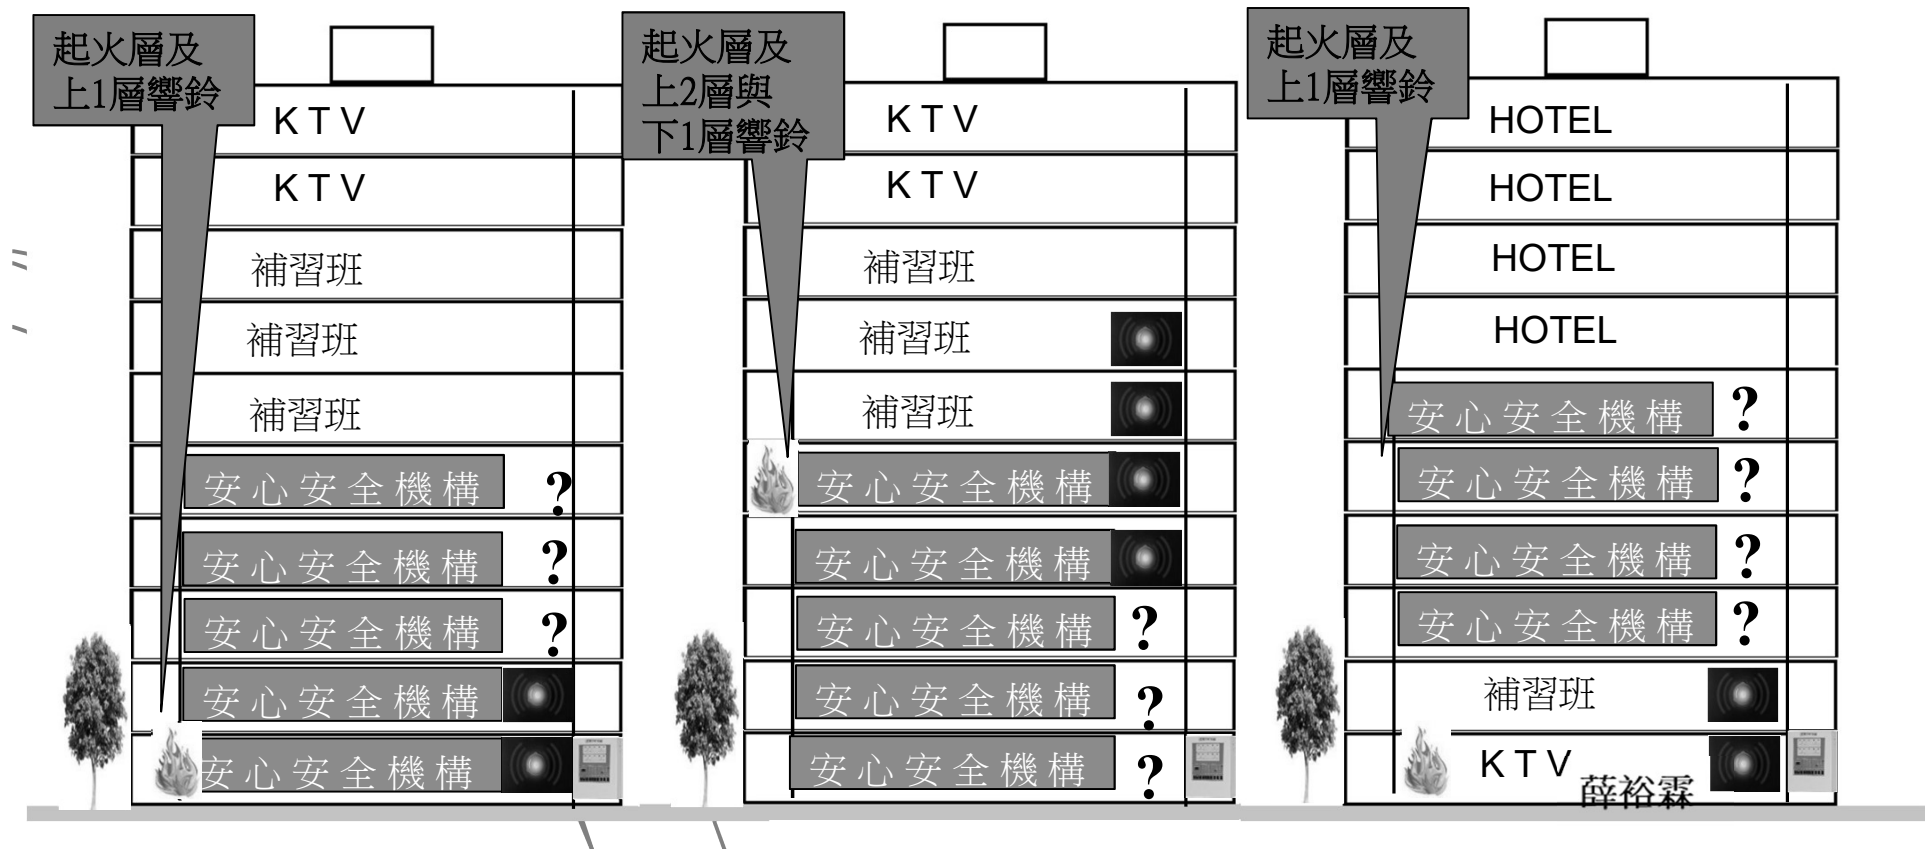 起火層及
上1層響鈴
KTV
KTV
補習班
補習班
補習班
安心安全機構 ?
安心安全機構 ?
安心安全機構 ?
安心安全機構
安心安全機構
起火層及
上2層與
下1層響鈴
KTV
KTV
補習班
補習班
補習班
安心安全機構
安心安全機構
安心安全機構 ?
安心安全機構 ?
安心安全機構 ?
起火層及
上1層響鈴
HOTEL
HOTEL
HOTEL
HOTEL
安心安全機構 ?
安心安全機構 ?
安心安全機構 ?
安心安全機構 ?
補習班
KTV
薛裕霖